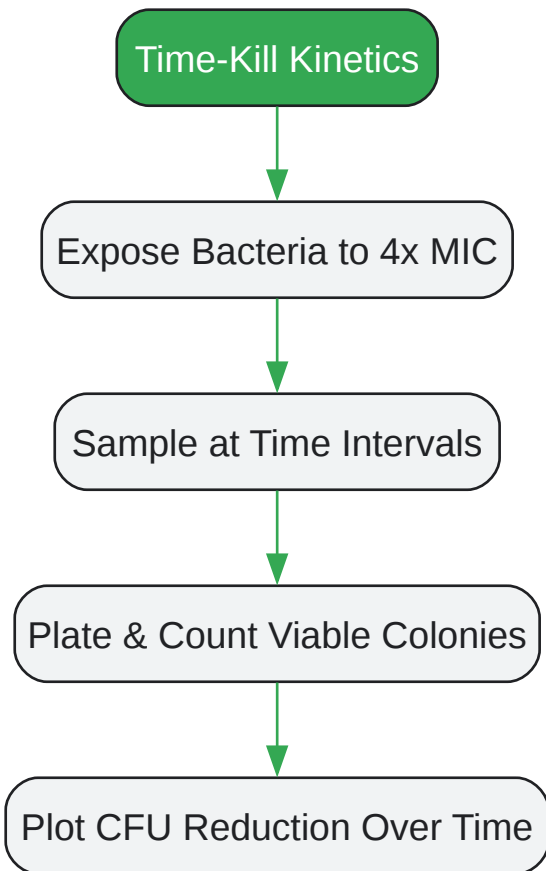 Time-Kill Kinetics
Expose Bacteria to 4x MIC
Sample at Time Intervals
Plate & Count Viable Colonies
Plot CFU Reduction Over Time